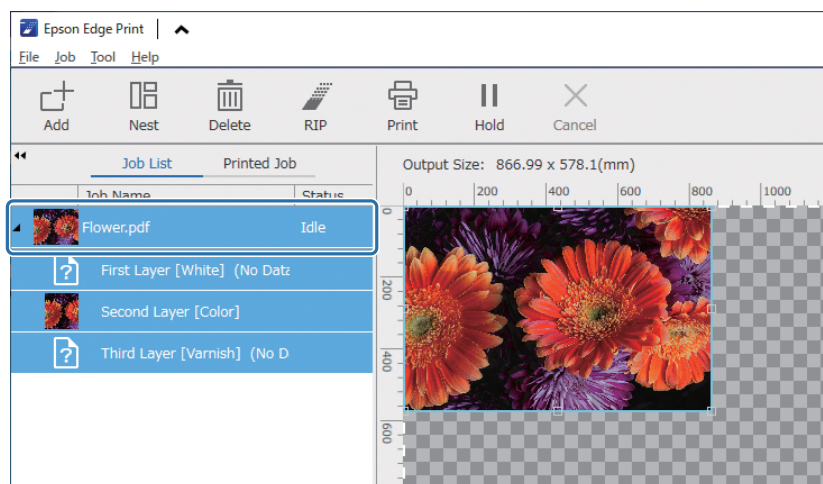 Epson Edge Print
File Job Tool Help
Add Nest Delete RIP Print Hold Cancel
Job List Printed Job
Output Size: 866.99 x 578.1(mm)
Job Name Status
0 200 400 600 800 1000
Flower.pdf Idle
First Layer [White] (No Data
Second Layer [Color]
Third Layer [Varnish] (No D
0
200
400
600